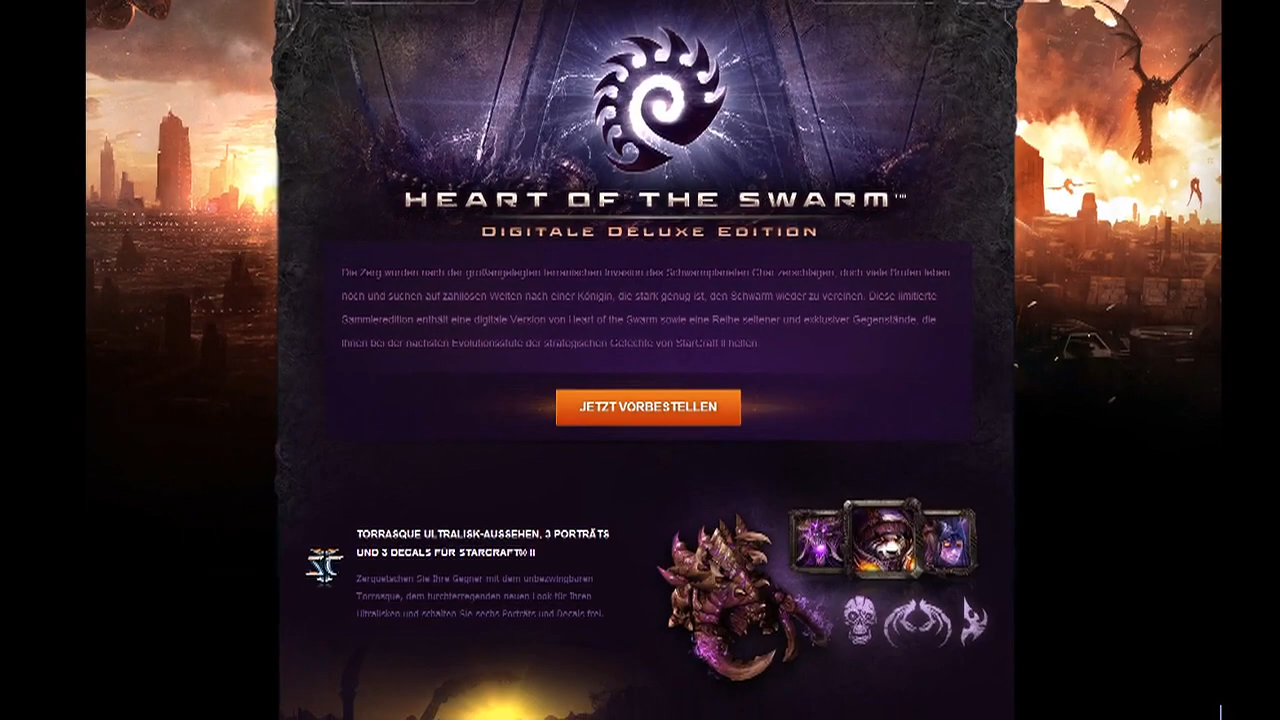 HEART OF THE SWARM™
DIGITALE DELUXE EDITION
Die Zerg wurden nach der großangelegten terranischen Invasion des Schwarmplaneten Char zerschlagen, doch viele Bruten leben
noch und suchen auf zahllosen Welten nach einer Königin, die stark genug ist, den Schwarm wieder zu vereinen. Diese limitierte
Sammleredition enthält eine digitale Version von Heart of the Swarm sowie eine Reihe seltener und exklusiver Gegenstände, die
Ihnen bei der nächsten Evolutionsstufe der strategischen Gefechte von StarCraft II helfen.
JETZT VORBESTELLEN
TORRASQUE ULTRALISK-AUSSEHEN, 3 PORTRÄTS
UND 3 DECALS FÜR STARCRAFT® II
Zerquetschen Sie Ihre Gegner mit dem unbezwingbaren
Torrasque, dem furchterregenden neuen Look für Ihren
Ultralisken und schalten Sie sechs Porträts und Decals frei.